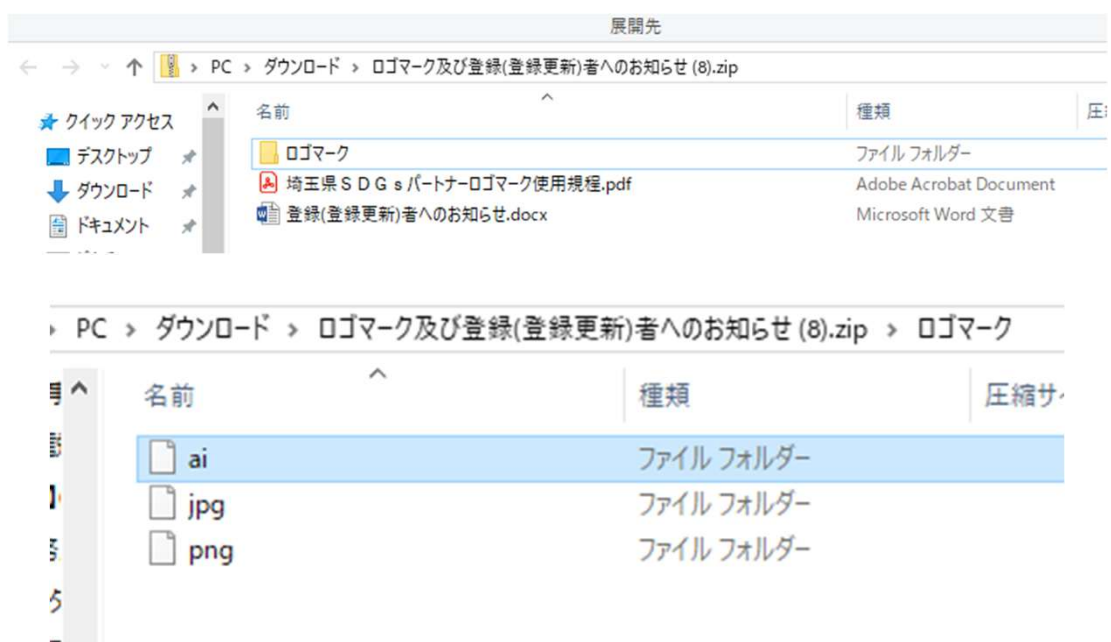 展開先
PC › ダウンロード › ロゴマーク及び登録(登録更新)者へのお知らせ (8).zip
名前 種類
クイック アクセス
デスクトップ
ダウンロード
ドキュメント
ロゴマーク ファイル フォルダー
埼玉県ＳＤＧｓパートナーロゴマーク使用規程.pdf Adobe Acrobat Document
登録(登録更新)者へのお知らせ.docx Microsoft Word 文書
PC › ダウンロード › ロゴマーク及び登録(登録更新)者へのお知らせ (8).zip › ロゴマーク
名前 種類 圧縮サ
ai ファイル フォルダー
jpg ファイル フォルダー
png ファイル フォルダー